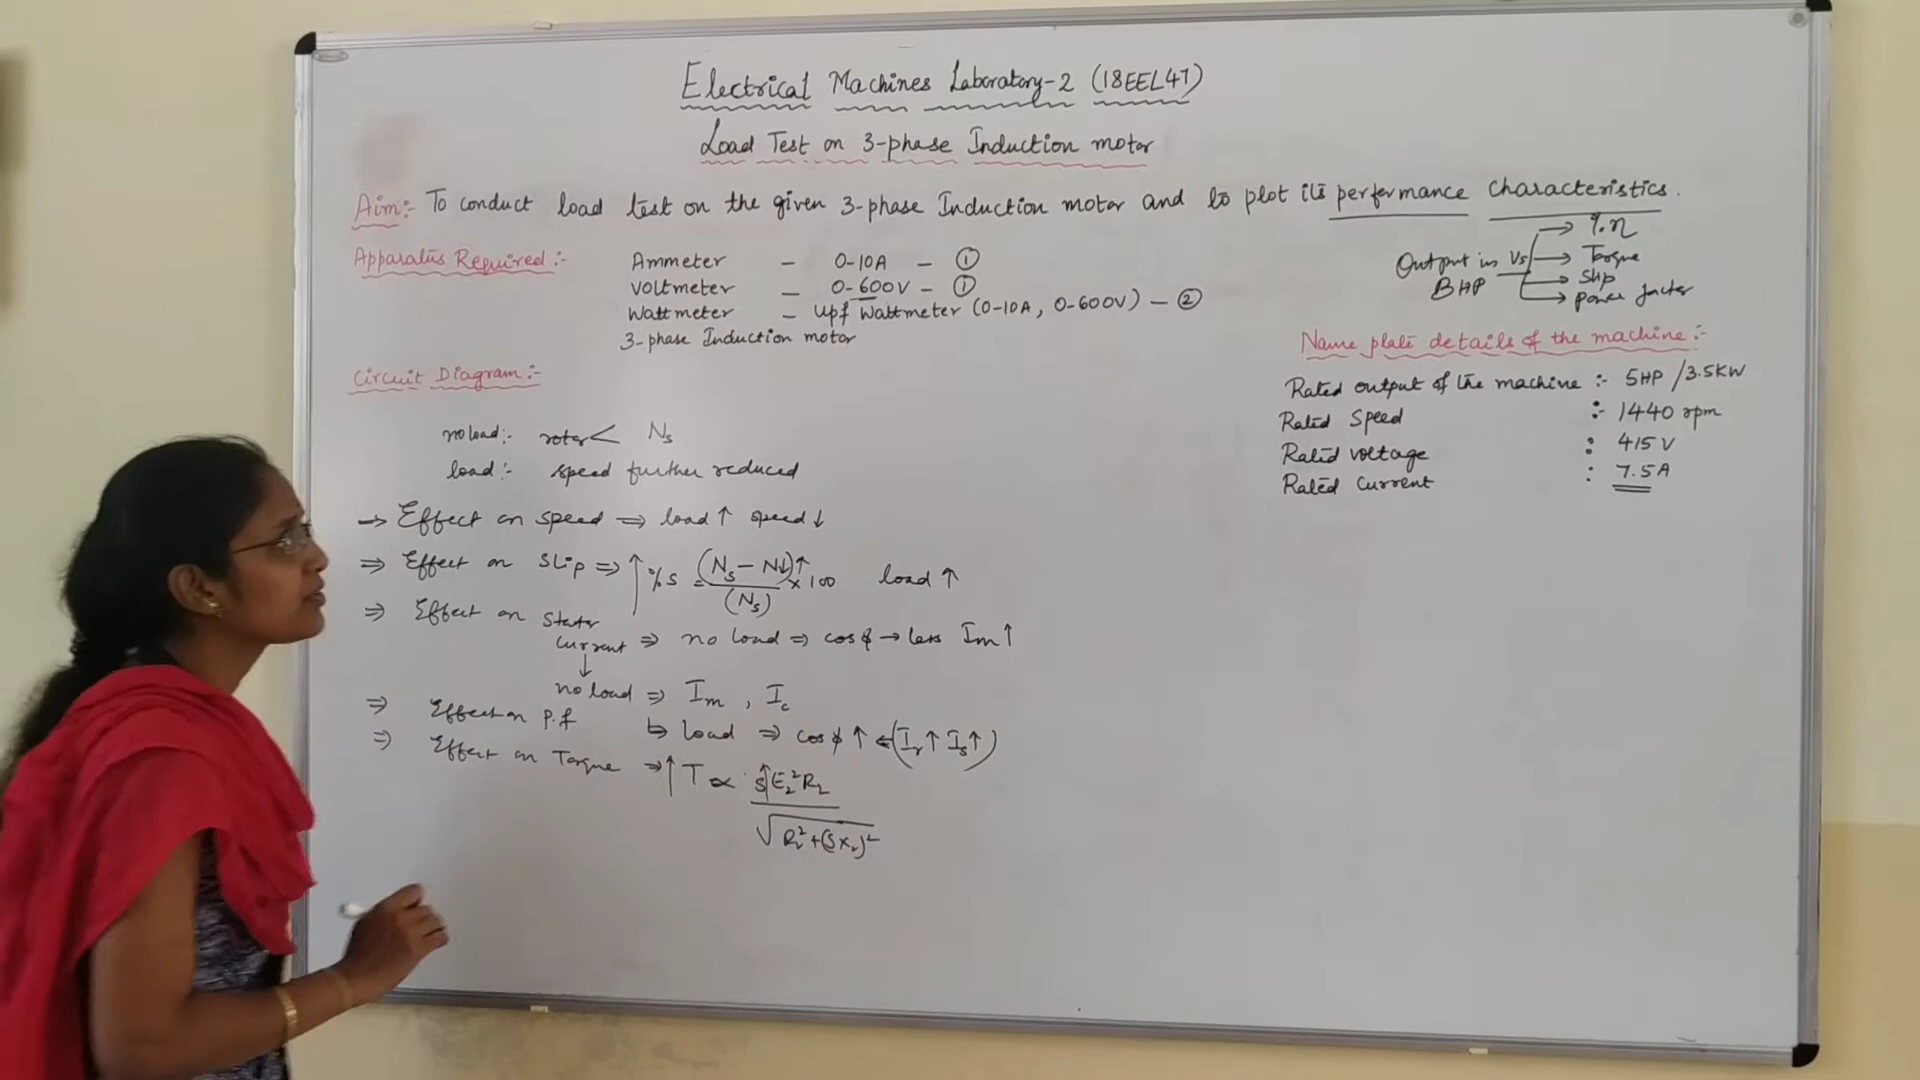 Electrical Machines Laboratory-2 (18EEL47)
Load Test on 3-phase Induction motor
Aim:- To conduct load test on the given 3-phase Induction motor and to plot its performance characteristics.
Apparatus Required:-
Ammeter - 0-10A - ①
Voltmeter - 0-600V - ①
Wattmeter - upf Wattmeter (0-10A, 0-600V) - ②
3-phase Induction motor
Output in BHP Vs → %η
→ Torque
→ Slip
→ power factor
Name plate details of the machine:-
Rated output of the machine :- 5HP / 3.5KW
Rated Speed :- 1440 rpm
Rated voltage : 415 V
Rated current : 7.5A
Circuit Diagram:-
no load:- rotor < Ns
load:- speed further reduced
→ Effect on speed ⇒ load ↑ speed ↓
⇒ Effect on Slip ⇒ ↑ %s = (Ns - N↓)↑ / (Ns) × 100 load ↑
⇒ Effect on Stator current ⇒ no load ⇒ cosϕ → less Im ↑
↓
no load ⇒ Im , Ic
↳ load ⇒ cosϕ ↑ ← (Ir ↑ Is ↑)
⇒ Effect on P.f
⇒ Effect on Torque ⇒ ↑ T ∝ s↑ E₂² R₂ / √R₂² + (sX₂)²